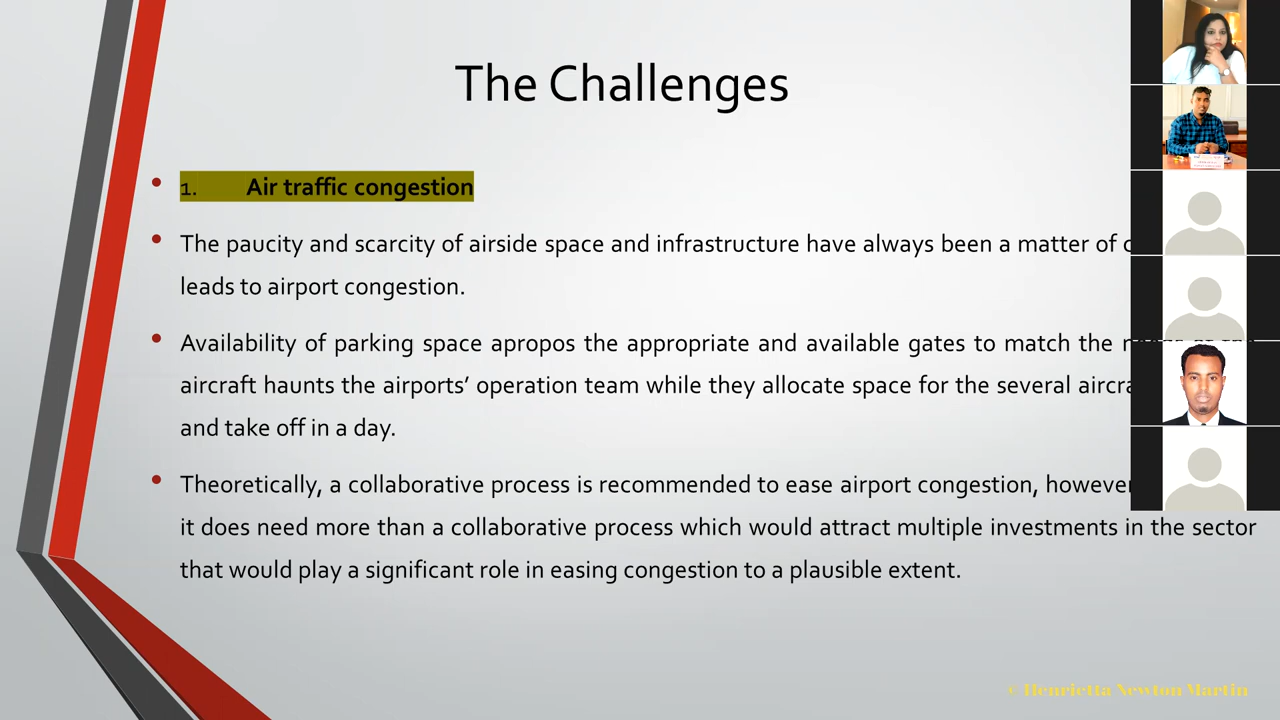 The Challenges
1. Air traffic congestion
The paucity and scarcity of airside space and infrastructure have always been a matter of
leads to airport congestion.
Availability of parking space apropos the appropriate and available gates to match the
aircraft haunts the airports’ operation team while they allocate space for the several
and take off in a day.
Theoretically, a collaborative process is recommended to ease airport congestion, however
it does need more than a collaborative process which would attract multiple investments in the sector
that would play a significant role in easing congestion to a plausible extent.
© Henrietta Newton Martin